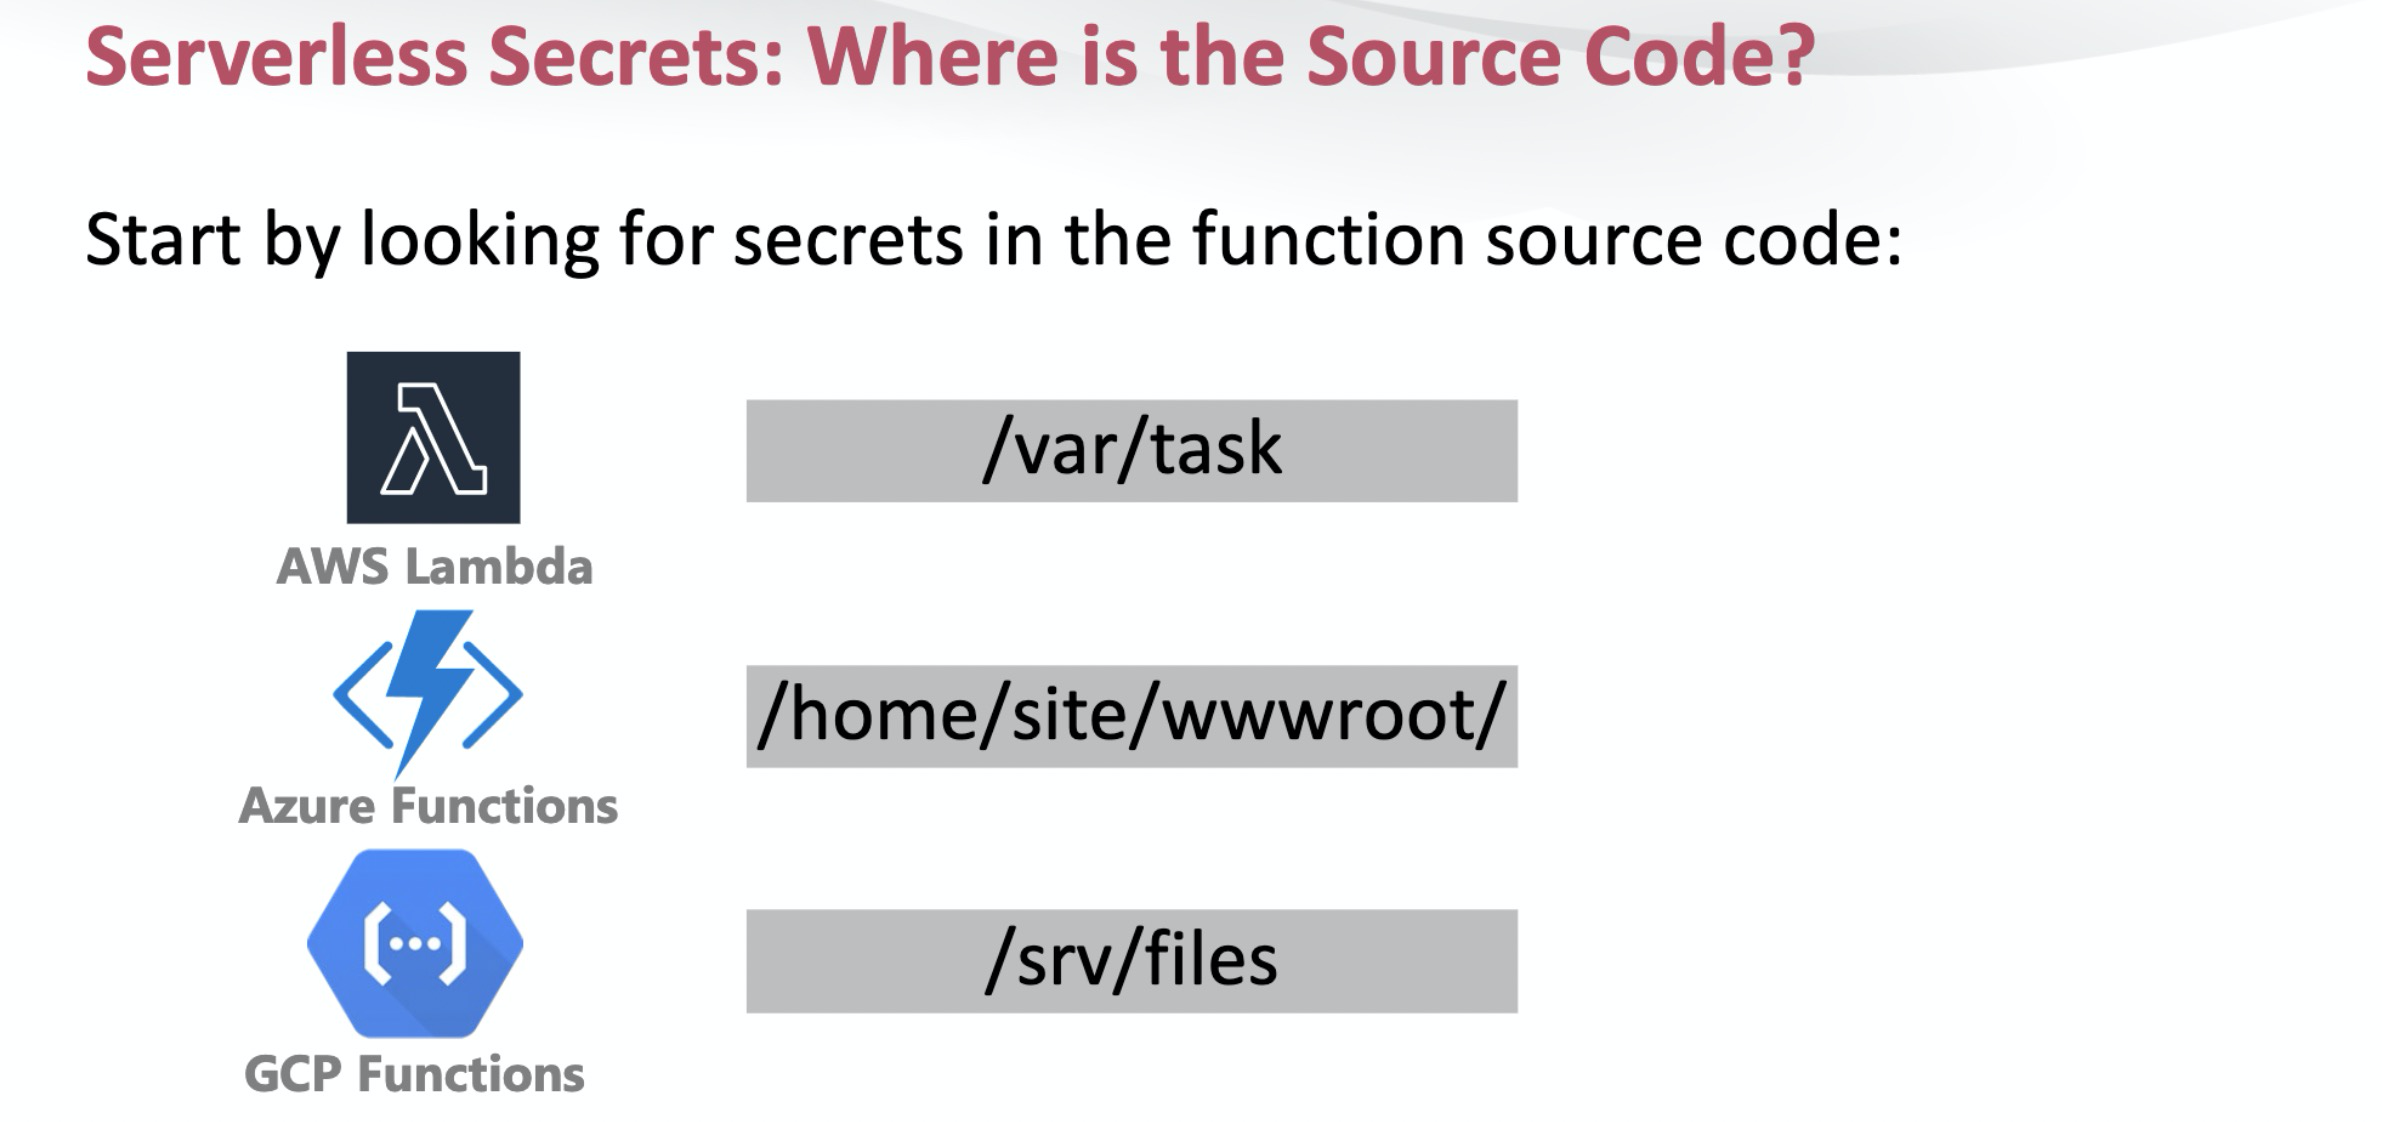 Serverless Secrets: Where is the Source Code?
Start by looking for secrets in the function source code:
/var/task
AWS Lambda
/home/site/wwwroot/
Azure Functions
/srv/files
GCP Functions